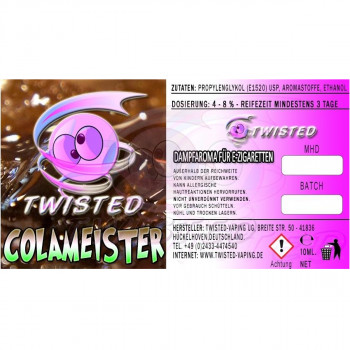 T-WISTED
COLAMEISTER
ZUTATEN: PROPYLENGLYKOL (E1520) USP, AROMASTOFFE, ETHANOL
DOSIERUNG: 4 - 8 % - REIFEZEIT MINDESTENS 3 TAGE
T-WISTED
DAMPFAROMA FÜR E-ZIGARETTEN
MHD
AUSSERHALB DER REICHWEITE
VON KINDERN AUFBEWAHREN.
KANN ALLERGISCHE
HAUTREAKTIONEN HERVORRUFEN.
NICHT UNVERDÜNNT VERWENDEN.
VOR GEBRAUCH SCHÜTTELN.
KÜHL UND TROCKEN LAGERN.
BATCH
HERSTELLER: TWISTED-VAPING UG, BREITE STR. 50 - 41836
HÜCKELHOVEN,DEUTSCHLAND.
TEL. +49 (0)2433-4474540
INTERNET: WWW.TWISTED-VAPING.DE
Achtung
10ML.
NET